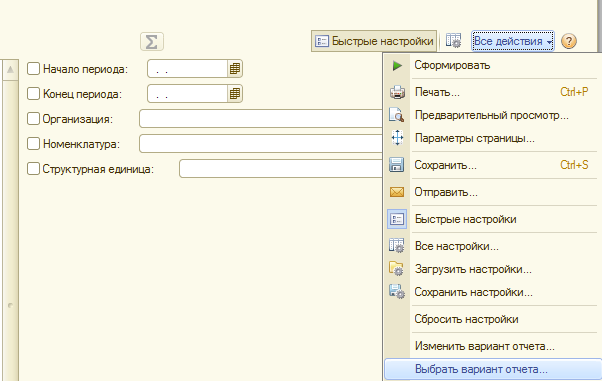 Σ
Быстрые настройки
Все действия
?
Начало периода:
. .
Конец периода:
. .
Организация:
Номенклатура:
Структурная единица:
Сформировать
Печать... Ctrl+P
Предварительный просмотр...
Параметры страницы...
Сохранить... Ctrl+S
Отправить...
Быстрые настройки
Все настройки...
Загрузить настройки...
Сохранить настройки...
Сбросить настройки
Изменить вариант отчета...
Выбрать вариант отчета...